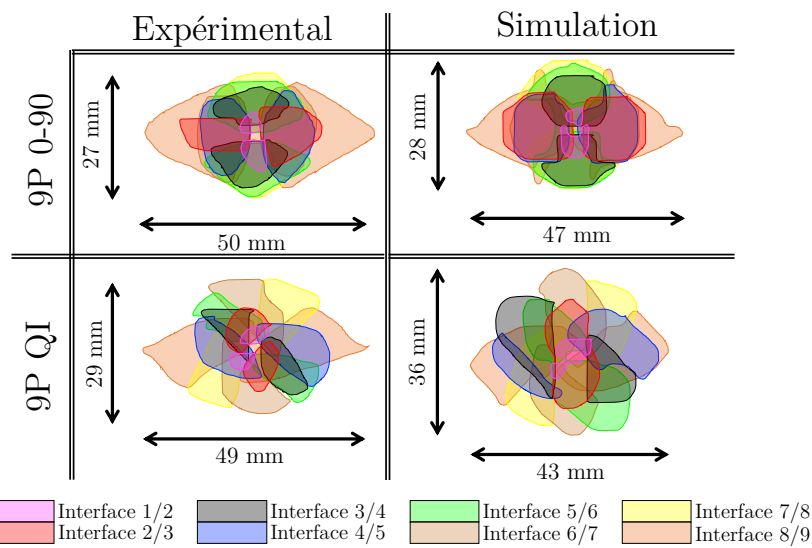 Expérimental
Simulation
9P 0-90
27 mm
50 mm
28 mm
47 mm
9P QI
29 mm
49 mm
36 mm
43 mm
Interface 1/2
Interface 3/4
Interface 5/6
Interface 7/8
Interface 2/3
Interface 4/5
Interface 6/7
Interface 8/9